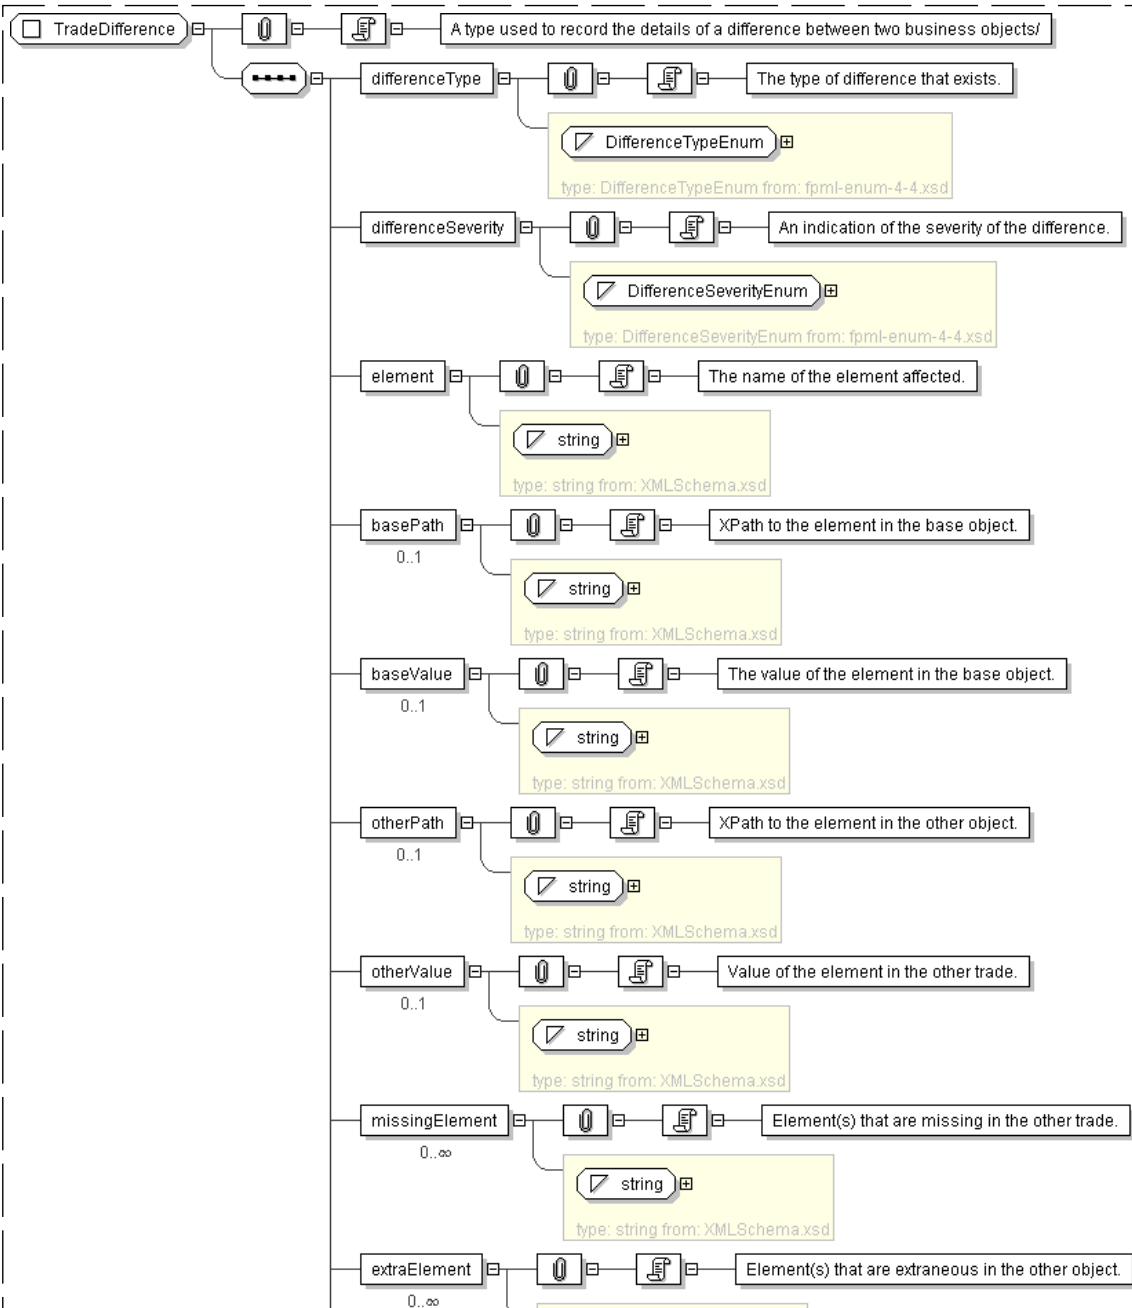 TradeDifference
A type used to record the details of a difference between two business objects/
differenceType
The type of difference that exists.
DifferenceTypeEnum
type: DifferenceTypeEnum from: fpml-enum-4-4.xsd
differenceSeverity
An indication of the severity of the difference.
DifferenceSeverityEnum
type: DifferenceSeverityEnum from: fpml-enum-4-4.xsd
element
The name of the element affected.
string
type: string from: XMLSchema.xsd
basePath
XPath to the element in the base object.
0..1
string
type: string from: XMLSchema.xsd
baseValue
The value of the element in the base object.
0..1
string
type: string from: XMLSchema.xsd
otherPath
XPath to the element in the other object.
0..1
string
type: string from: XMLSchema.xsd
otherValue
Value of the element in the other trade.
0..1
string
type: string from: XMLSchema.xsd
missingElement
Element(s) that are missing in the other trade.
0..∞
string
type: string from: XMLSchema.xsd
extraElement
Element(s) that are extraneous in the other object.
0..∞